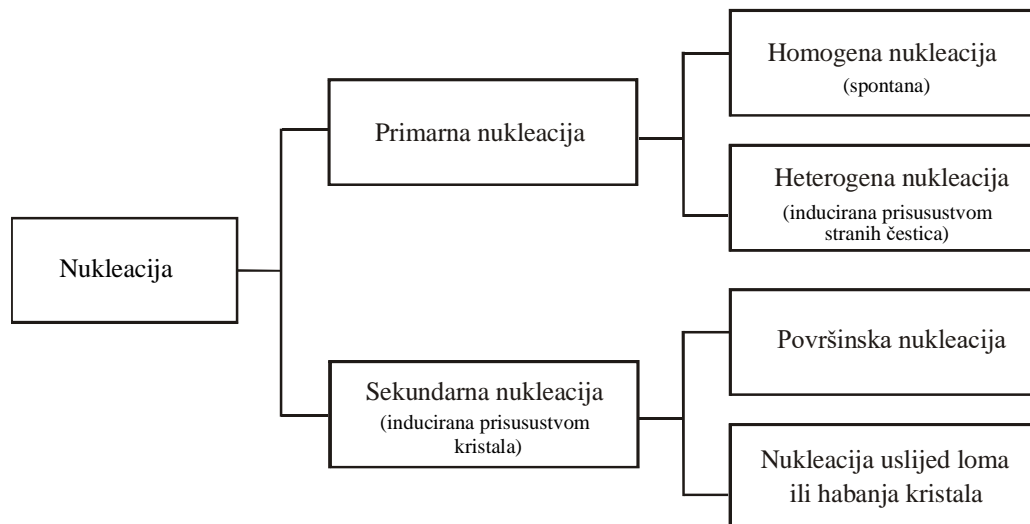 Nukleacija
Primarna nukleacija
Homogena nukleacija
(spontana)
Heterogena nukleacija
(inducirana prisusustvom
stranih čestica)
Sekundarna nukleacija
(inducirana prisusustvom
kristala)
Površinska nukleacija
Nukleacija uslijed loma
ili habanja kristala